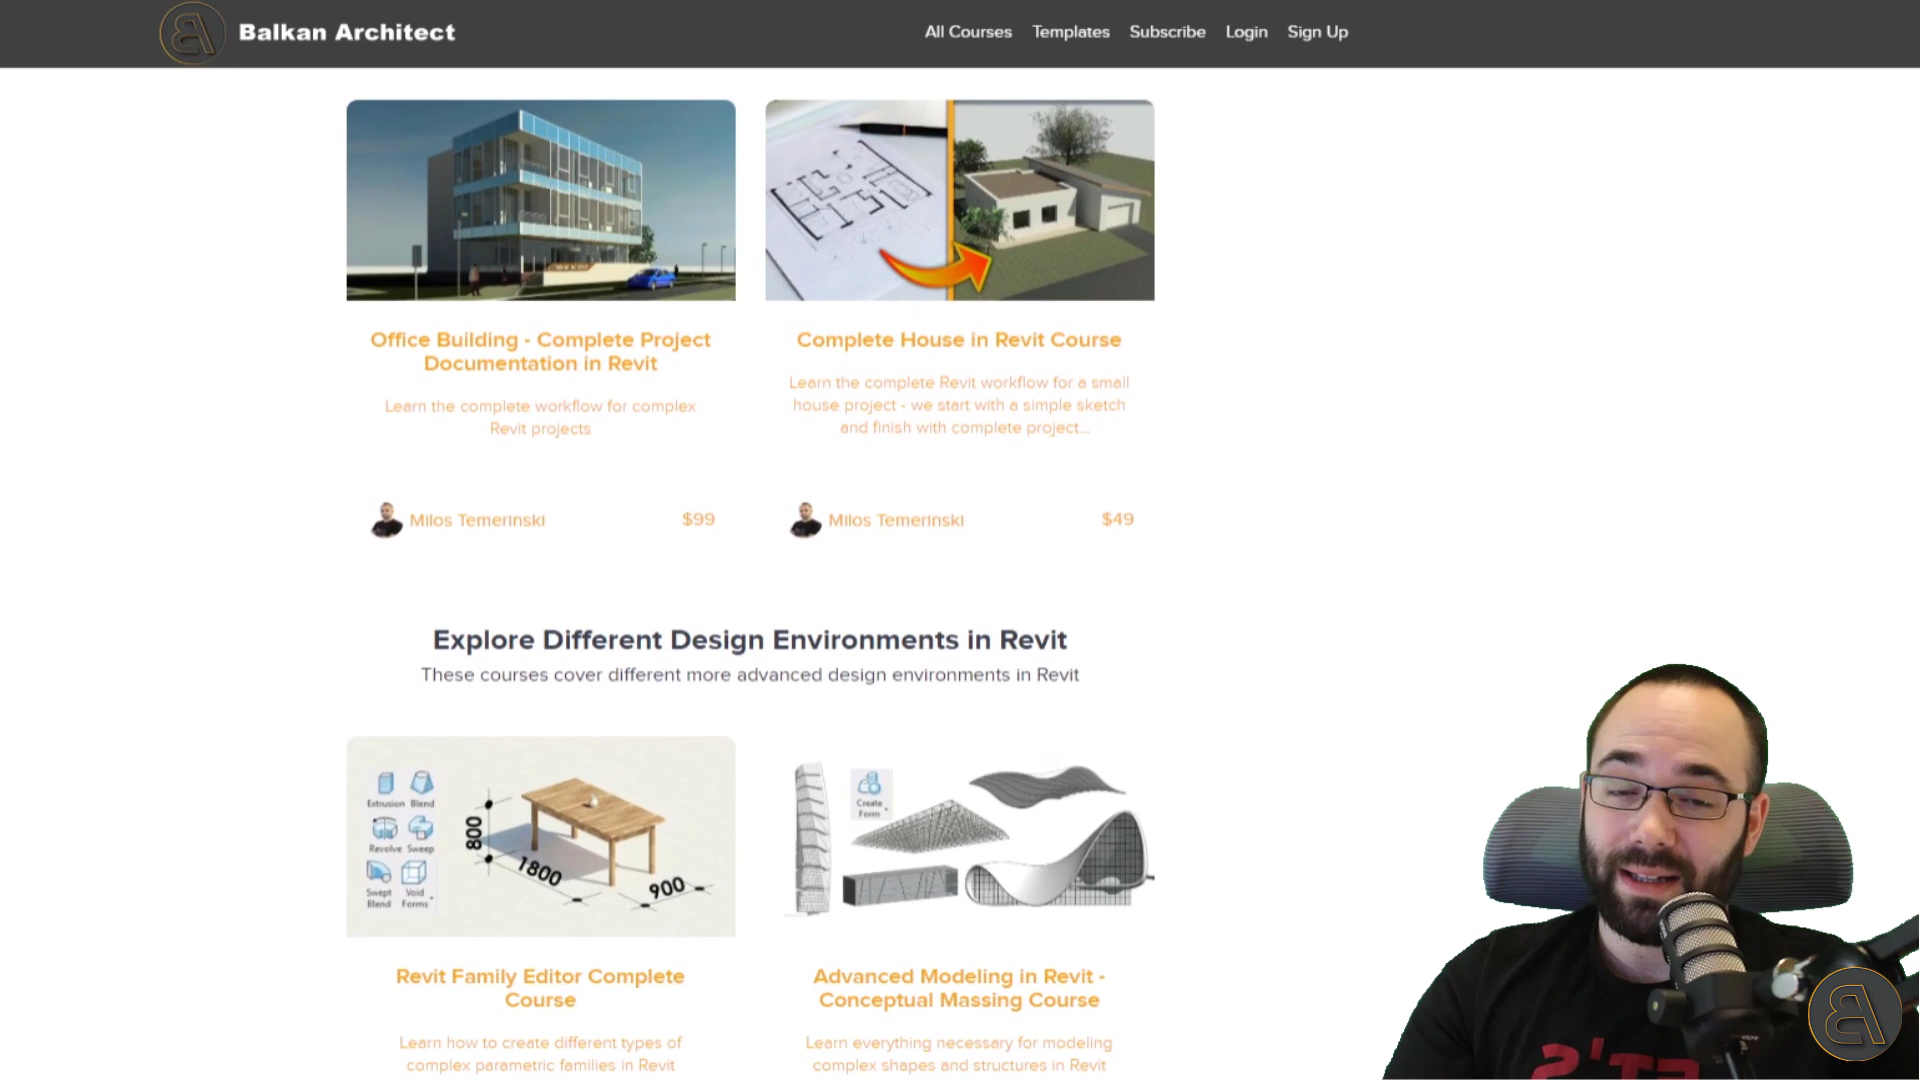 Balkan Architect
All Courses Templates Subscribe Login Sign Up
Office Building - Complete Project
Documentation in Revit
Learn the complete workflow for complex
Revit projects
Milos Temerinski $99
Complete House in Revit Course
Learn the complete Revit workflow for a small
house project - we start with a simple sketch
and finish with complete project...
Milos Temerinski $49
Explore Different Design Environments in Revit
These courses cover different more advanced design environments in Revit
Extrusion Blend
Revolve Sweep
Swept Void
Blend Forms
800
1800
900
Create
Form
Revit Family Editor Complete
Course
Learn how to create different types of
complex parametric families in Revit
Advanced Modeling in Revit -
Conceptual Massing Course
Learn everything necessary for modeling
complex shapes and structures in Revit